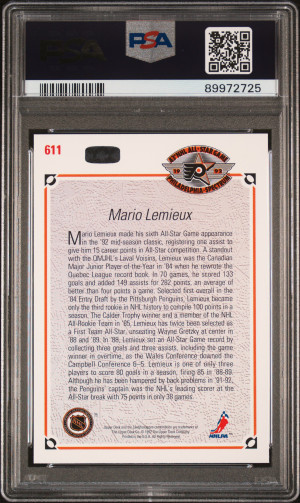 PSA
89972725
611
43RD NHL ALL-STAR GAME
19 92
PHILADELPHIA SPECTRUM
Mario Lemieux
Mario Lemieux made his sixth All-Star Game appearance
in the '92 mid-season classic, registering one assist to
give him 15 career points in All-Star competition. A standout
with the QMJHL's Laval Voisins, Lemieux was the Canadian
Major Junior Player-of-the-Year in '84 when he rewrote the
Quebec League record book. In 70 games, he scored 133
goals and added 149 assists for 282 points, an average of
better than four points a game. Selected first overall in the
'84 Entry Draft by the Pittsburgh Penguins, Lemieux became
only the third rookie in NHL history to compile 100 points in a
season. The Calder Trophy winner and a member of the NHL
All-Rookie Team in '85, Lemieux has twice been selected as
a First Team All-Star, unseating Wayne Gretzky at center in
'88 and '89. In '88, Lemieux set an All-Star Game record by
collecting three goals and three assists, including the game
winner in overtime, as the Wales Conference downed the
Campbell Conference 6-5. Lemieux is one of only three
players to score 80 goals in a season, firing 85 in '88-89.
Although he has been hampered by back problems in '91-92,
the Penguins' captain was the NHL's leading scorer at the
All-Star break with 75 points in only 38 games.
NHL
NHLPA